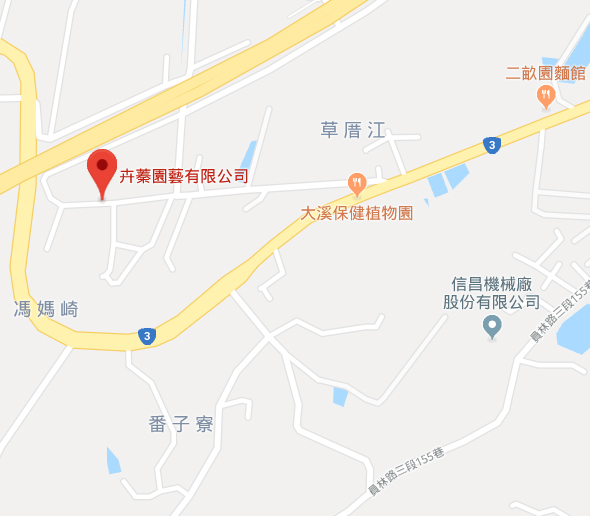 二畝園麵館
草厝江
3
卉蓁園藝有限公司
大溪保健植物園
信昌機械廠
股份有限公司
馮媽崎
3
員林路三段155巷
番子寮
員林路三段155巷